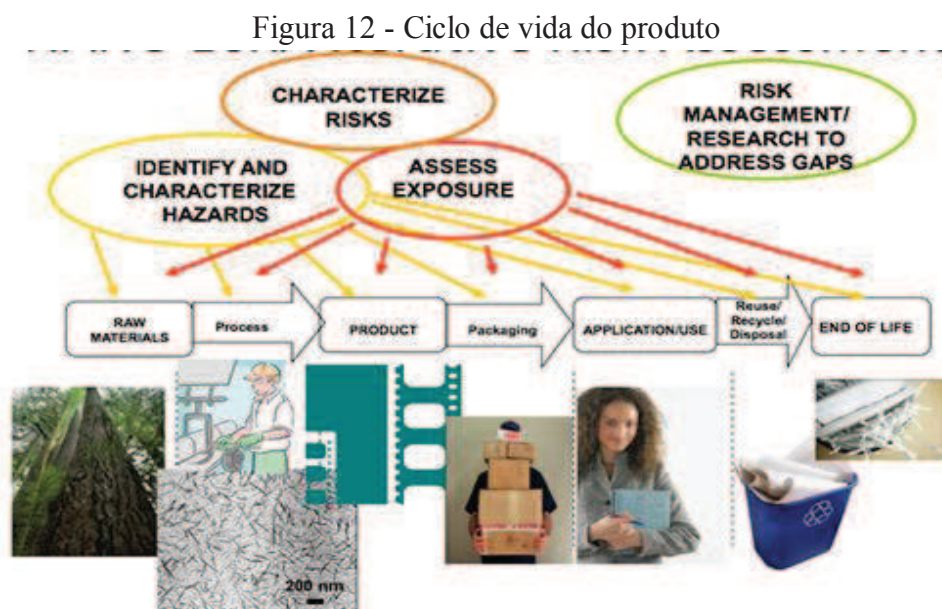 Figura 12 - Ciclo de vida do produto
CHARACTERIZE
RISKS
RISK
MANAGEMENT/
RESEARCH TO
ADDRESS GAPS
IDENTIFY AND
CHARACTERIZE
HAZARDS
ASSESS
EXPOSURE
RAW
MATERIALS
Process
PRODUCT
Packaging
APPLICATION/USE
Reuse/
Recycle/
Disposal
END OF LIFE
200 nm